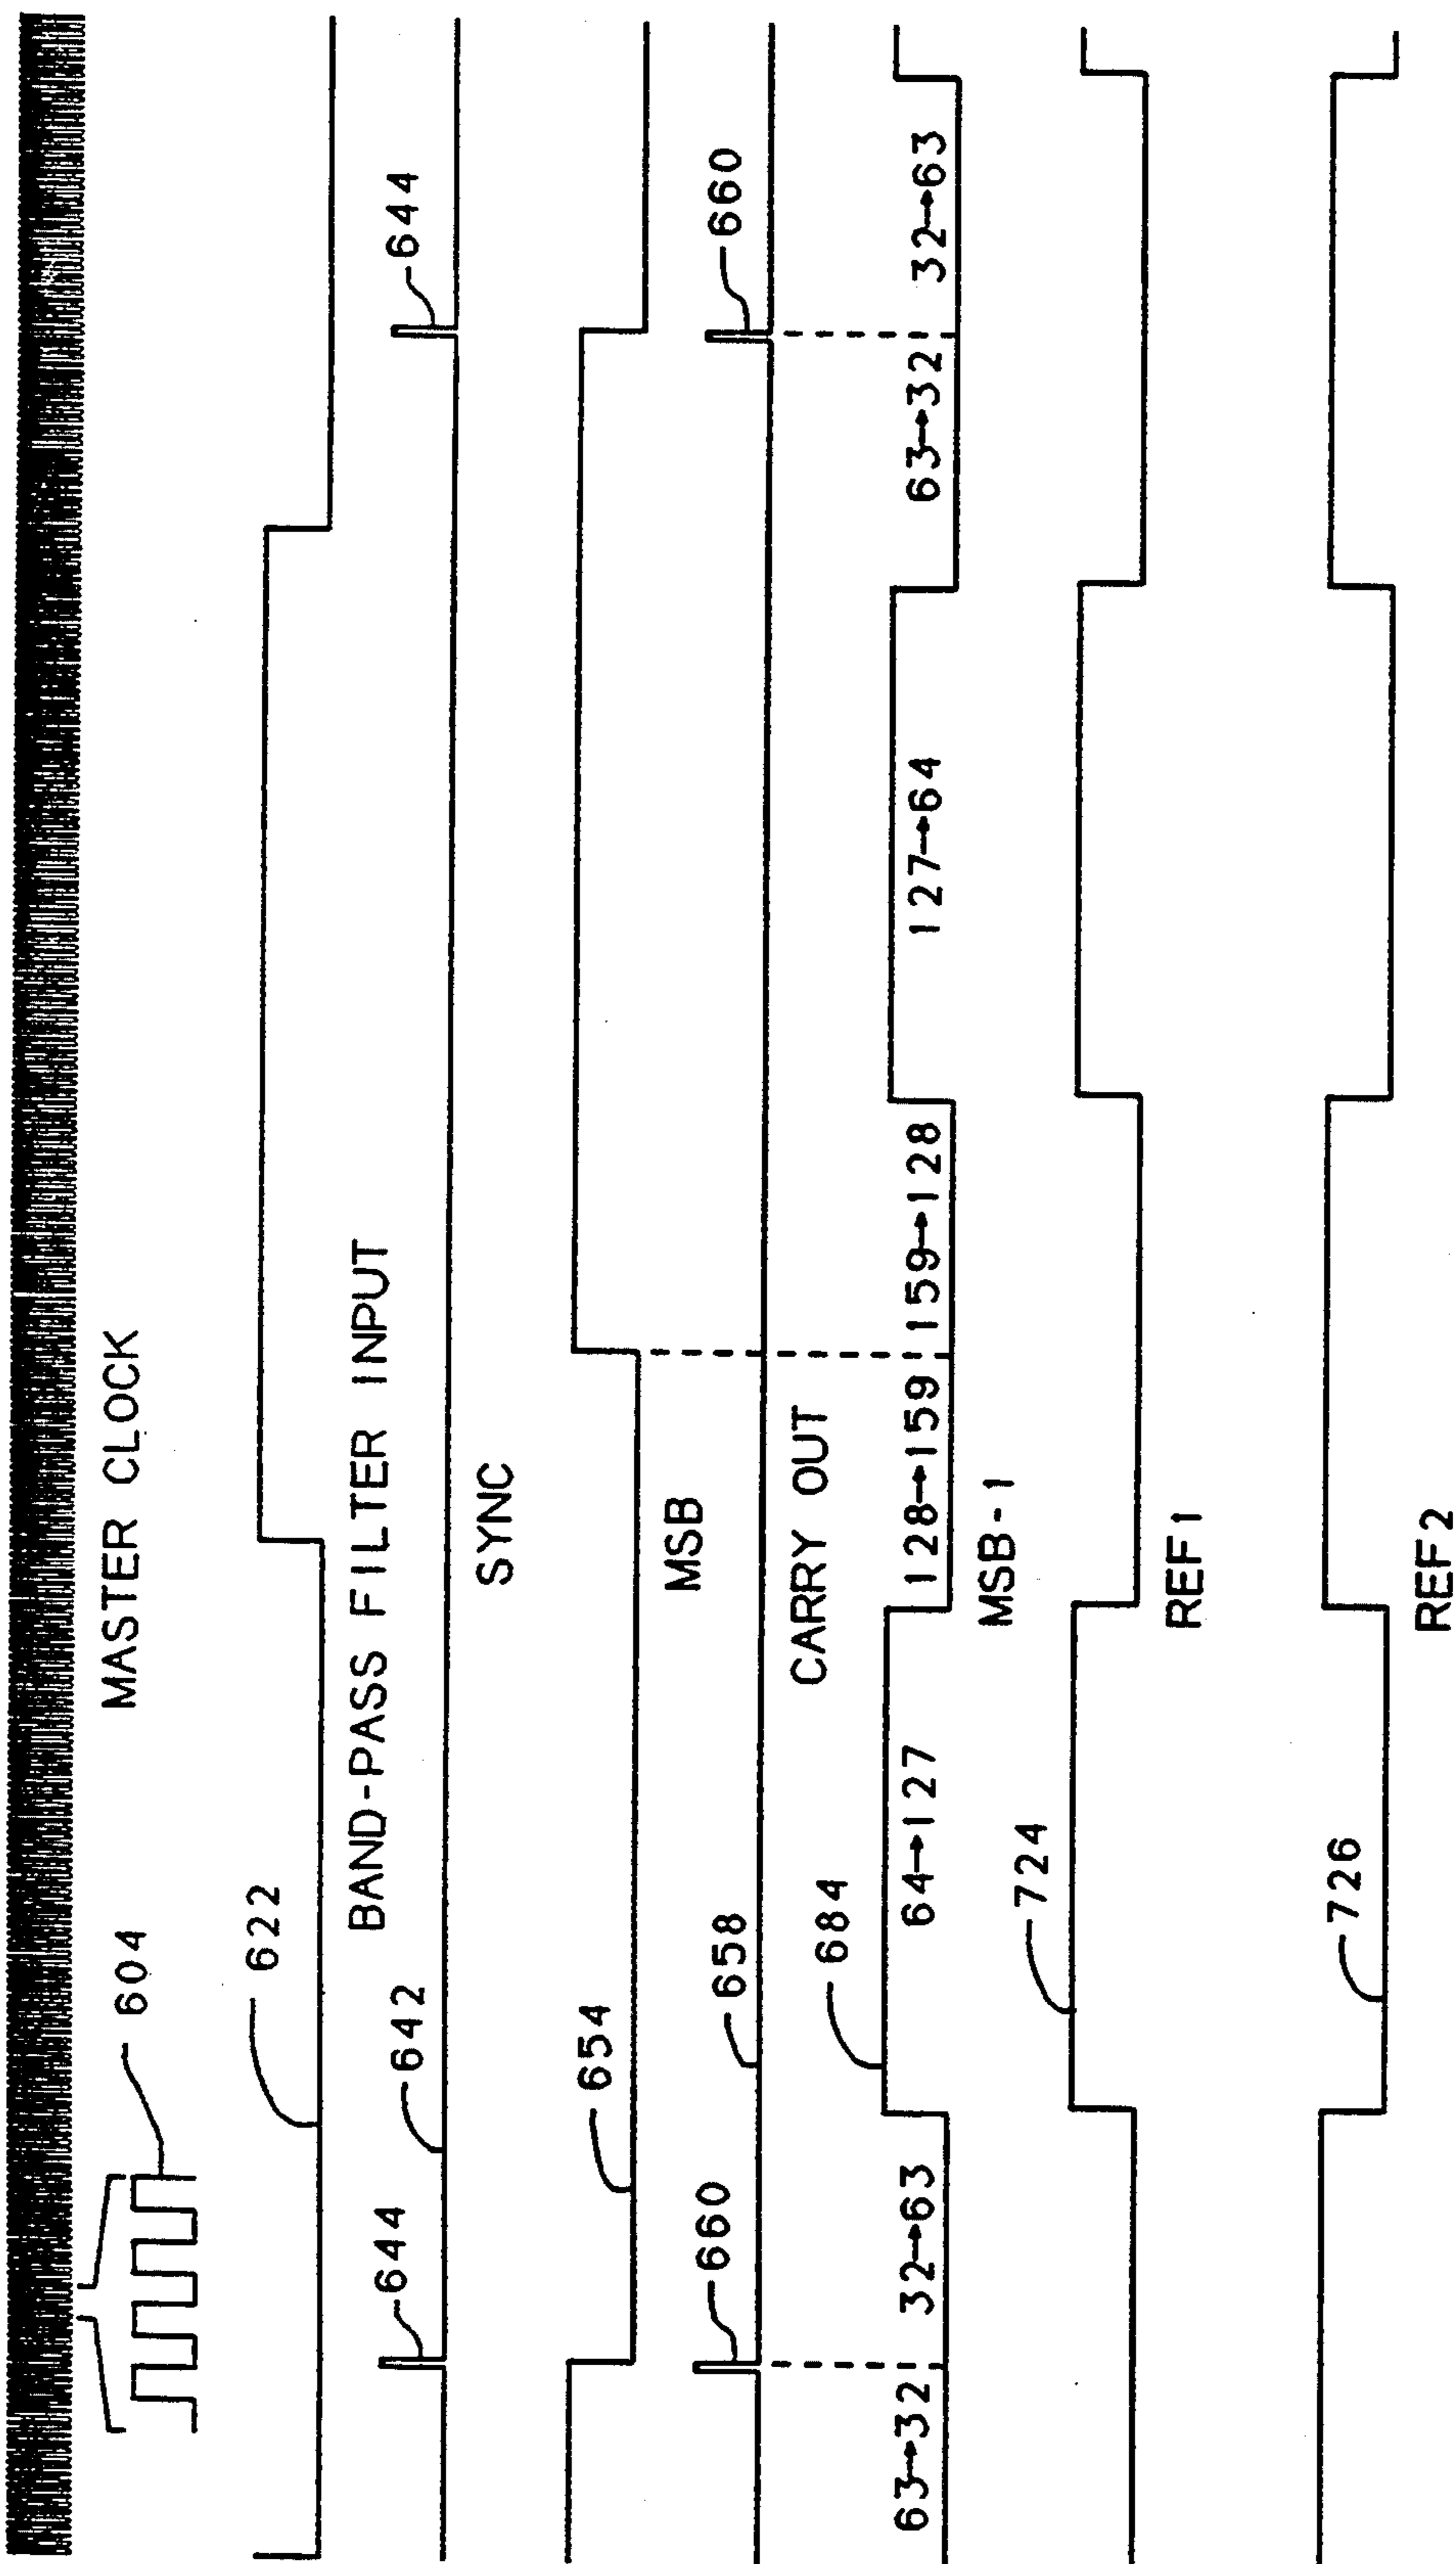 604
MASTER CLOCK
622
BAND-PASS FILTER INPUT
644
642
644
SYNC
654
MSB
660
658
660
CARRY OUT
684
63→32 32→63 64→127 128→159 159→128 127→64 63→32 32→63
MSB-1
724
REF1
726
REF2